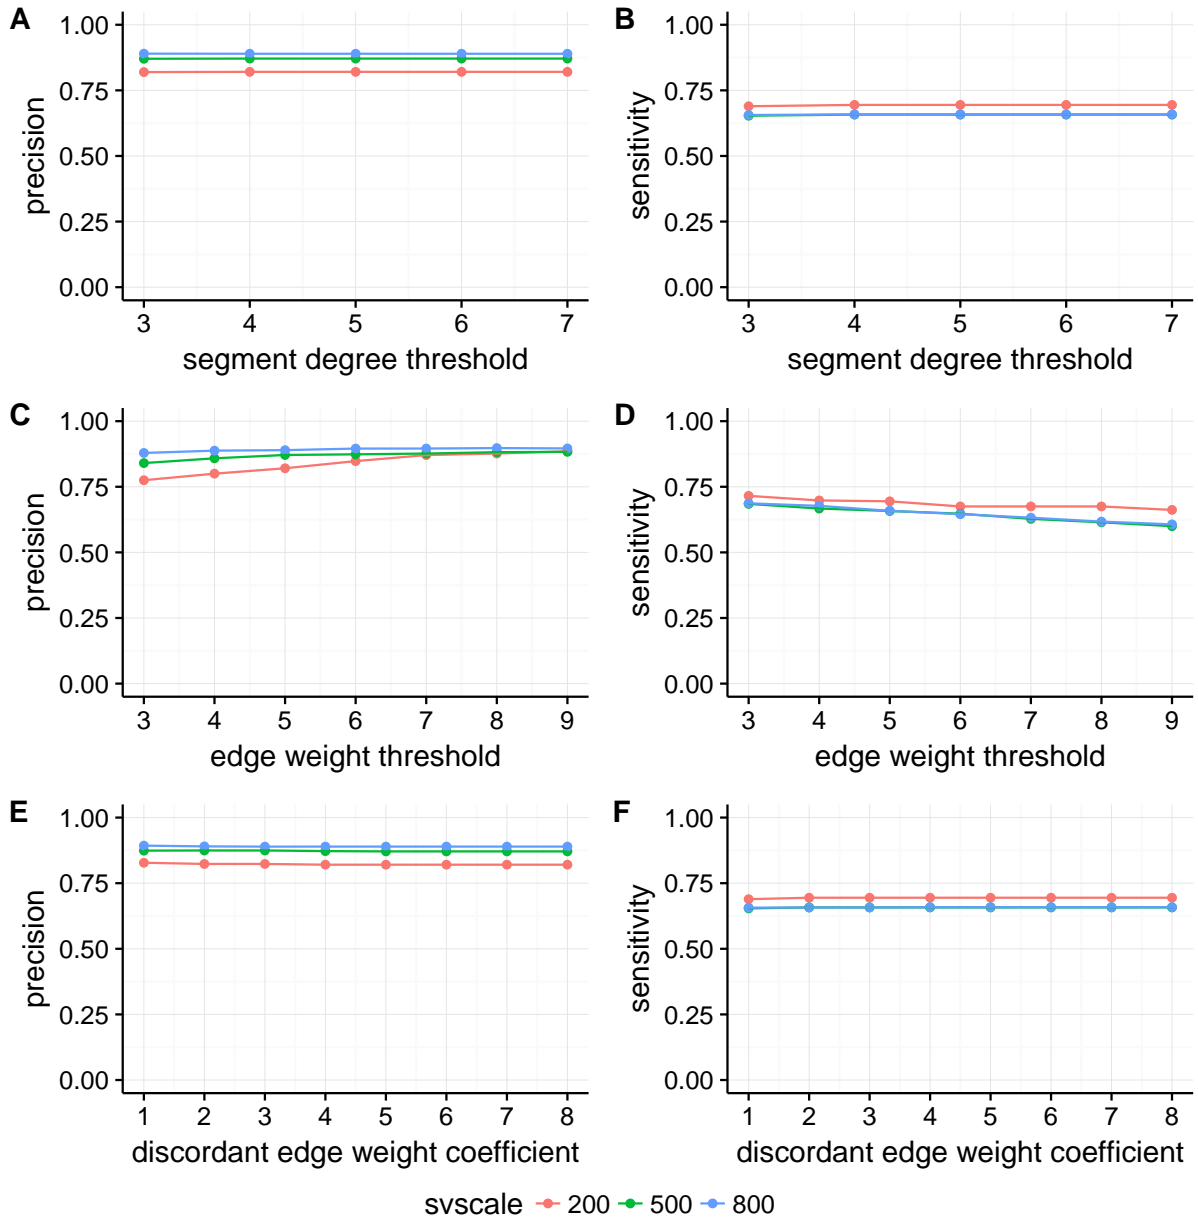 A
1.00
0.75
0.50
0.25
0.00
precision
3 4 5 6 7
segment degree threshold
B
1.00
0.75
0.50
0.25
0.00
sensitivity
3 4 5 6 7
segment degree threshold
C
1.00
0.75
0.50
0.25
0.00
precision
3 4 5 6 7 8 9
edge weight threshold
D
1.00
0.75
0.50
0.25
0.00
sensitivity
3 4 5 6 7 8 9
edge weight threshold
E
1.00
0.75
0.50
0.25
0.00
precision
1 2 3 4 5 6 7 8
discordant edge weight coefficient
F
1.00
0.75
0.50
0.25
0.00
sensitivity
1 2 3 4 5 6 7 8
discordant edge weight coefficient
svscale 200 500 800